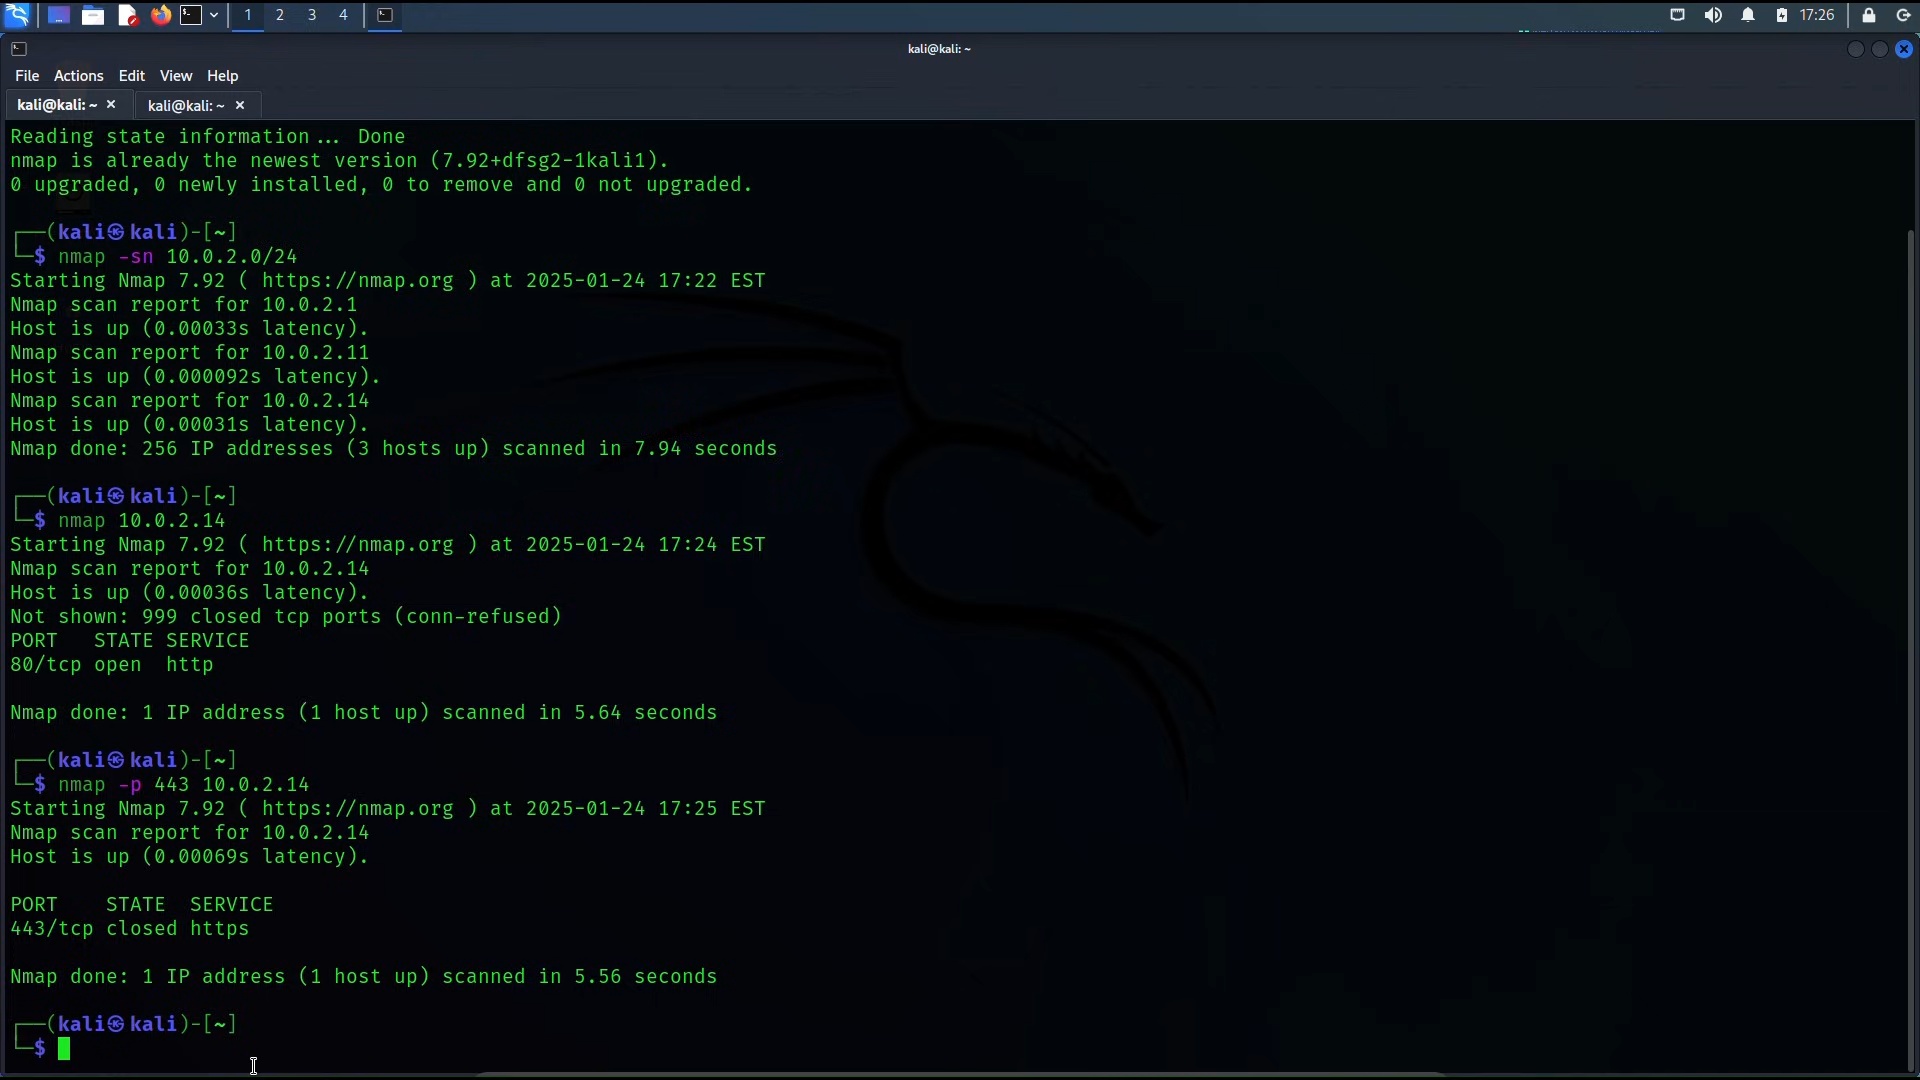 1 2 3 4 17:26
kali@kali: ~
File Actions Edit View Help
kali@kali: ~ × kali@kali: ~ ×
Reading state information... Done
nmap is already the newest version (7.92+dfsg2-1kali1).
0 upgraded, 0 newly installed, 0 to remove and 0 not upgraded.
┌──(kali㉿kali)-[~]
└─$ nmap -sn 10.0.2.0/24
Starting Nmap 7.92 ( https://nmap.org ) at 2025-01-24 17:22 EST
Nmap scan report for 10.0.2.1
Host is up (0.00033s latency).
Nmap scan report for 10.0.2.11
Host is up (0.000092s latency).
Nmap scan report for 10.0.2.14
Host is up (0.00031s latency).
Nmap done: 256 IP addresses (3 hosts up) scanned in 7.94 seconds
┌──(kali㉿kali)-[~]
└─$ nmap 10.0.2.14
Starting Nmap 7.92 ( https://nmap.org ) at 2025-01-24 17:24 EST
Nmap scan report for 10.0.2.14
Host is up (0.00036s latency).
Not shown: 999 closed tcp ports (conn-refused)
PORT   STATE SERVICE
80/tcp open  http
Nmap done: 1 IP address (1 host up) scanned in 5.64 seconds
┌──(kali㉿kali)-[~]
└─$ nmap -p 443 10.0.2.14
Starting Nmap 7.92 ( https://nmap.org ) at 2025-01-24 17:25 EST
Nmap scan report for 10.0.2.14
Host is up (0.00069s latency).
PORT    STATE  SERVICE
443/tcp closed https
Nmap done: 1 IP address (1 host up) scanned in 5.56 seconds
┌──(kali㉿kali)-[~]
└─$